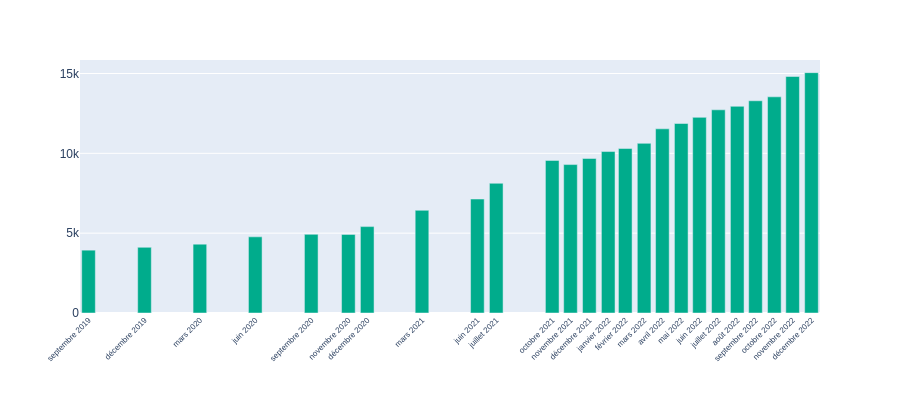 15k
10k
5k
0
septembre 2019
décembre 2019
mars 2020
juin 2020
septembre 2020
novembre 2020
décembre 2020
mars 2021
juin 2021
juillet 2021
octobre 2021
novembre 2021
décembre 2021
janvier 2022
février 2022
mars 2022
avril 2022
mai 2022
juin 2022
juillet 2022
août 2022
septembre 2022
octobre 2022
novembre 2022
décembre 2022